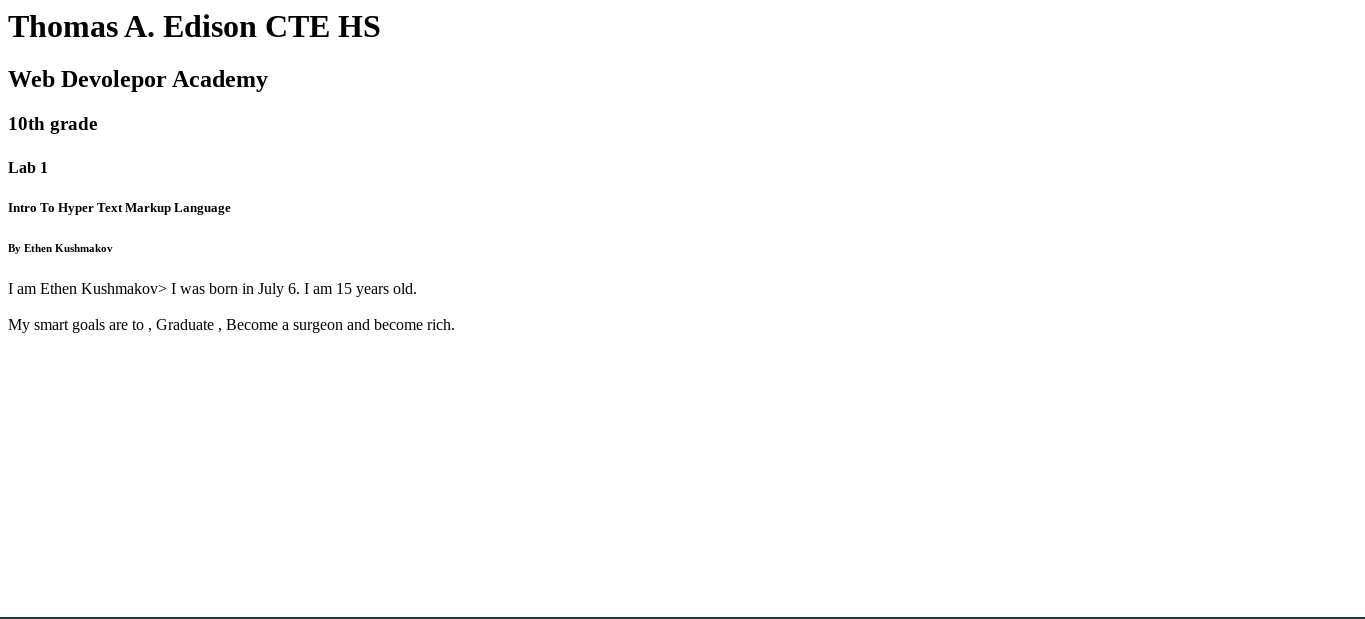 Thomas A. Edison CTE HS
Web Devolepor Academy
10th grade
Lab 1
Intro To Hyper Text Markup Language
By Ethen Kushmakov
I am Ethen Kushmakov> I was born in July 6. I am 15 years old.
My smart goals are to , Graduate , Become a surgeon and become rich.